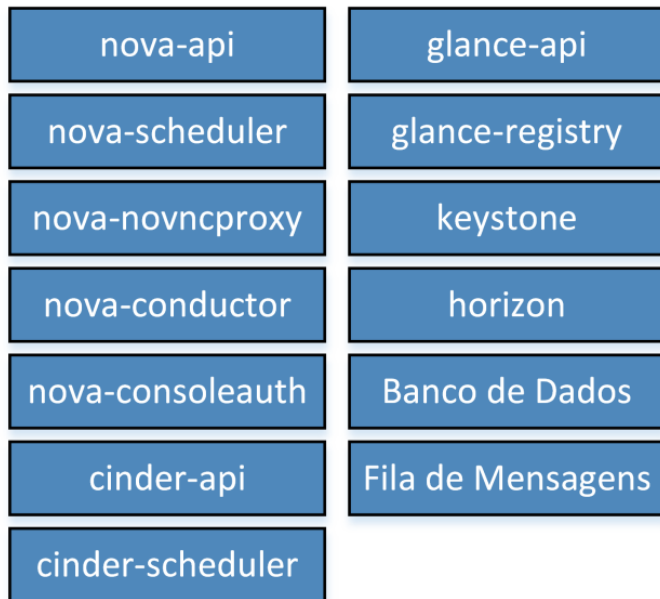 nova-api
nova-scheduler
nova-novncproxy
nova-conductor
nova-consoleauth
cinder-api
cinder-scheduler
glance-api
glance-registry
keystone
horizon
Banco de Dados
Fila de Mensagens